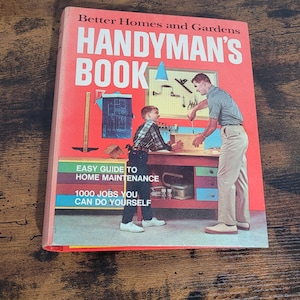 Better Homes and Gardens
HANDYMAN'S
BOOK
EASY GUIDE TO
HOME MAINTENANCE
1000 JOBS YOU
CAN DO YOURSELF